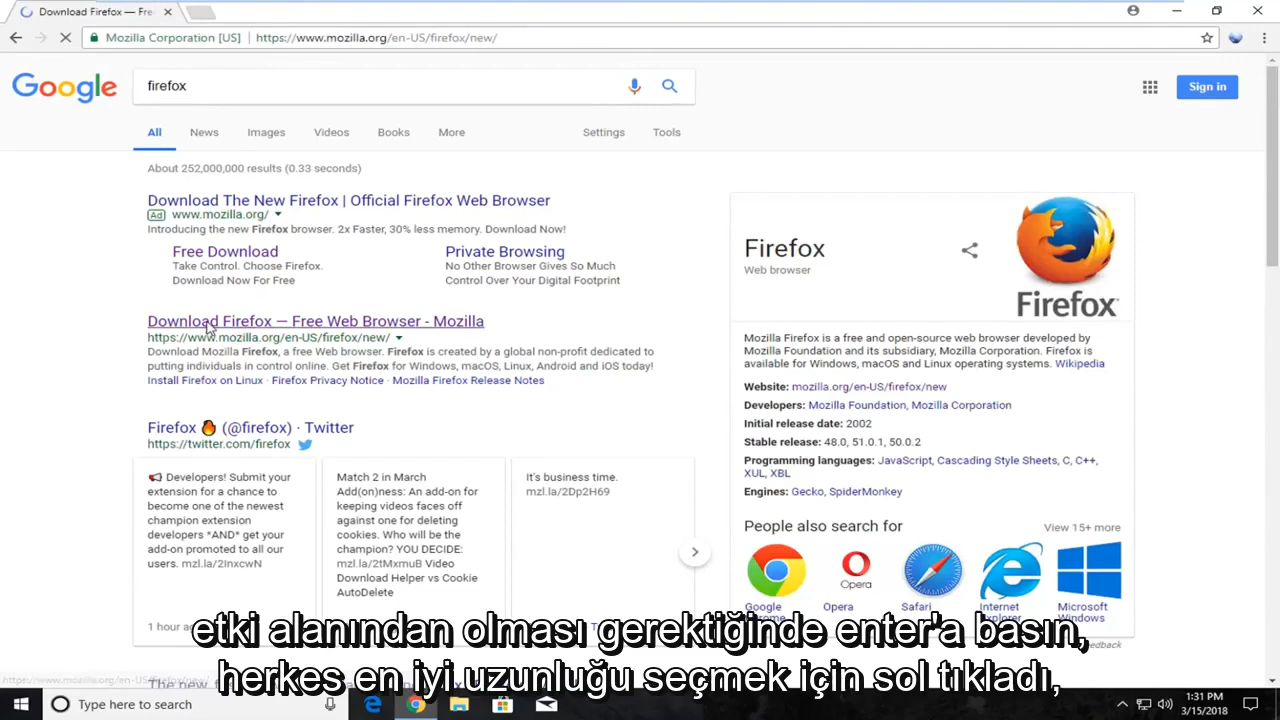 Download Firefox — Fre
Mozilla Corporation [US] https://www.mozilla.org/en-US/firefox/new/
Google
firefox
Sign in
All News Images Videos Books More Settings Tools
About 252,000,000 results (0.33 seconds)
Download The New Firefox | Official Firefox Web Browser
Ad www.mozilla.org/
Introducing the new Firefox browser. 2x Faster, 30% less memory. Download Now!
Free Download
Take Control. Choose Firefox.
Download Now For Free
Private Browsing
No Other Browser Gives So Much
Control Over Your Digital Footprint
Download Firefox — Free Web Browser - Mozilla
https://www.mozilla.org/en-US/firefox/new/
Download Mozilla Firefox, a free Web browser. Firefox is created by a global non-profit dedicated to
putting individuals in control online. Get Firefox for Windows, macOS, Linux, Android and iOS today!
Install Firefox on Linux · Firefox Privacy Notice · Mozilla Firefox Release Notes
Firefox 🔥 (@firefox) · Twitter
https://twitter.com/firefox
📢 Developers! Submit your
extension for a chance to
become one of the newest
champion extension
developers *AND* get your
add-on promoted to all our
users. mzl.la/2InxcwN
1 hour ag
Match 2 in March
Add(on)ness: An add-on for
keeping videos faces off
against one for deleting
cookies. Who will be the
champion? YOU DECIDE:
mzl.la/2tMxmuB Video
Download Helper vs Cookie
AutoDelete
It's business time.
mzl.la/2Dp2H69
Firefox
Web browser
Firefox
Mozilla Firefox is a free and open-source web browser developed by
Mozilla Foundation and its subsidiary, Mozilla Corporation. Firefox is
available for Windows, macOS and Linux operating systems. Wikipedia
Website: mozilla.org/en-US/firefox/new
Developers: Mozilla Foundation, Mozilla Corporation
Initial release date: 2002
Stable release: 48.0, 51.0.1, 50.0.2
Programming languages: JavaScript, Cascading Style Sheets, C, C++,
XUL, XBL
Engines: Gecko, SpiderMonkey
People also search for View 15+ more
Opera
Google Opera Safari Internet Microsoft
Windows
etki alanından olması gerektiğinde enter'a basın,
herkes en iyi uzunluğu seçmek için sol tıkladı,
https://www.mozilla.org/en-US/firefox/new/
Type here to search
1:31 PM
3/15/2018